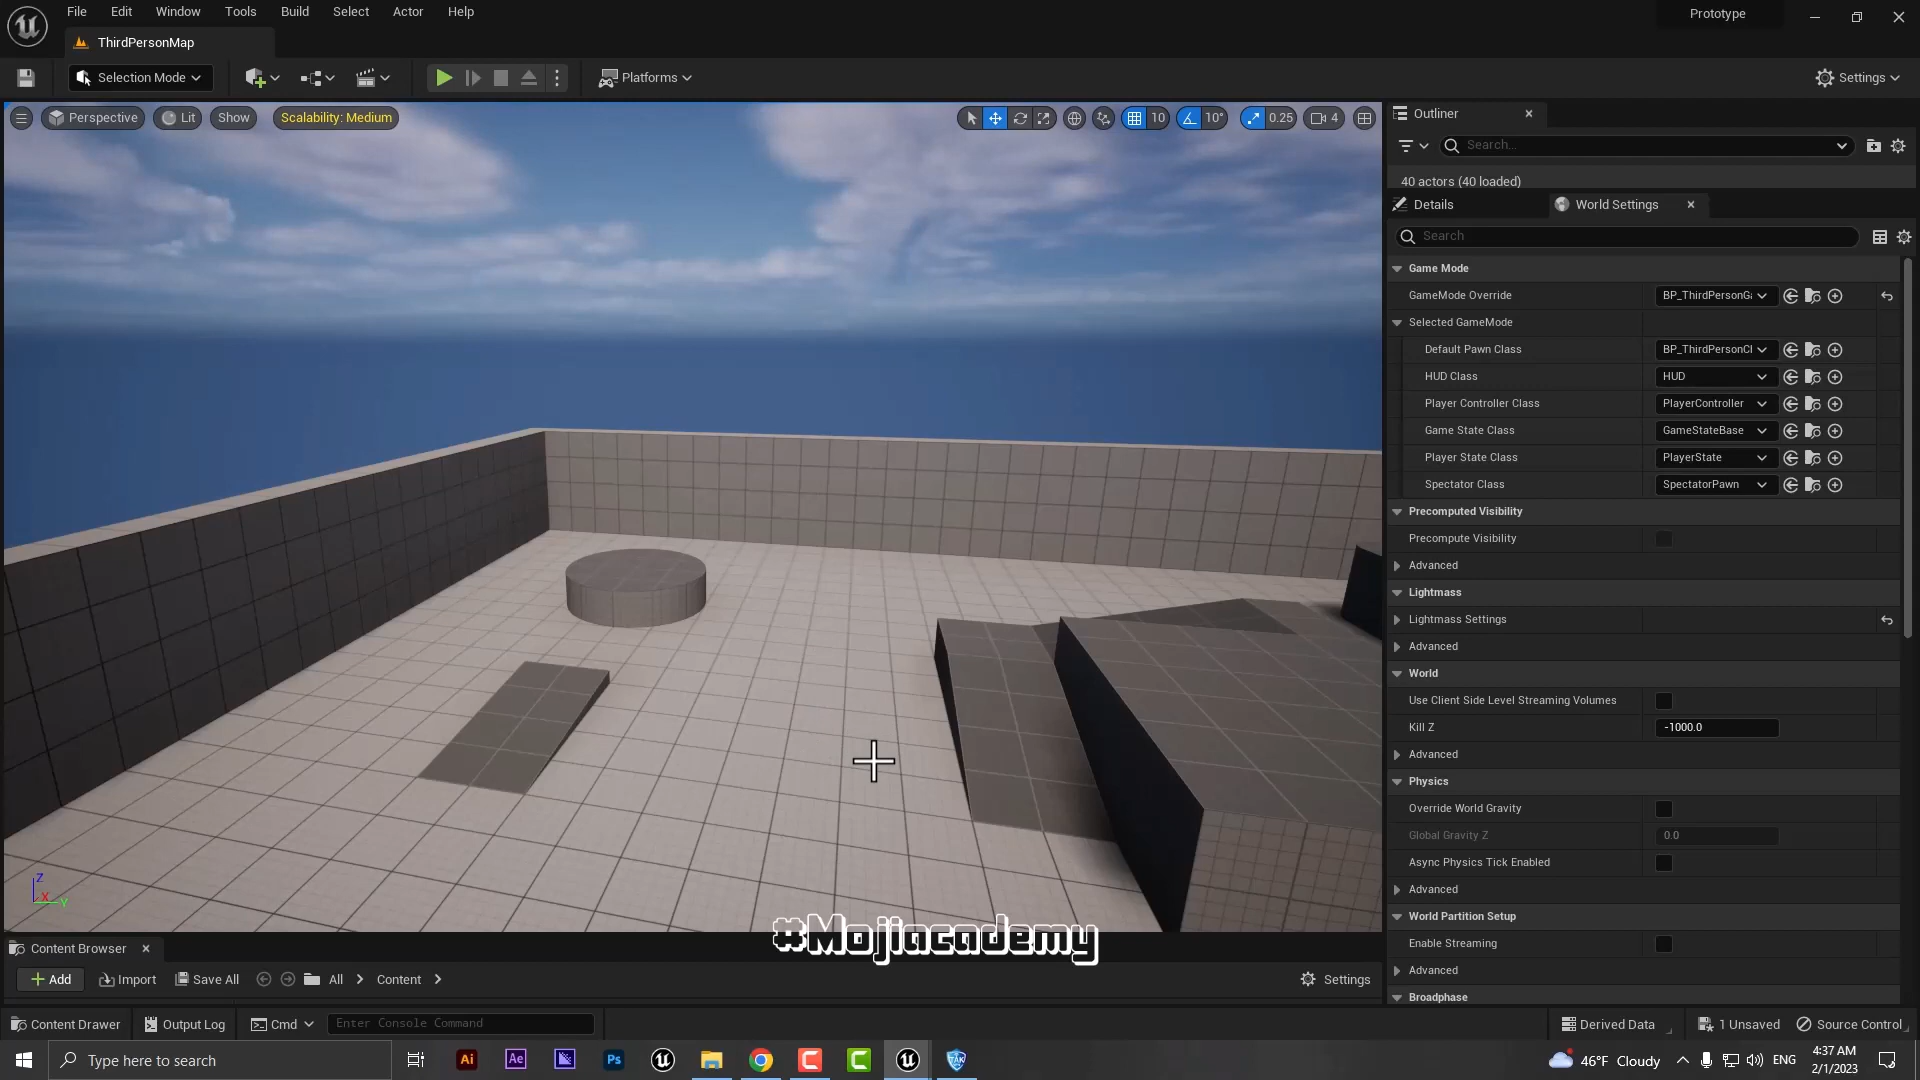 File Edit Window Tools Build Select Actor Help
Prototype
ThirdPersonMap
Selection Mode
Platforms
Settings
Perspective Lit Show Scalability: Medium
10 10° 0.25 4
Outliner
Search...
40 actors (40 loaded)
Details World Settings
Search
Game Mode
GameMode Override BP_ThirdPersonGa
Selected GameMode
Default Pawn Class BP_ThirdPersonCl
HUD Class HUD
Player Controller Class PlayerController
Game State Class GameStateBase
Player State Class PlayerState
Spectator Class SpectatorPawn
Precomputed Visibility
Precompute Visibility
Advanced
Lightmass
Lightmass Settings
Advanced
World
Use Client Side Level Streaming Volumes
Kill Z -1000.0
Advanced
Physics
Override World Gravity
Global Gravity Z 0.0
Async Physics Tick Enabled
Advanced
World Partition Setup
Enable Streaming
Advanced
Broadphase
Z
X
Y
#Mojiacademy
Content Browser
Add Import Save All All Content Settings
Content Drawer Output Log Cmd Enter Console Command Derived Data 1 Unsaved Source Control
Type here to search
Ai Ae Ps TAK
46°F Cloudy ENG
4:37 AM
2/1/2023